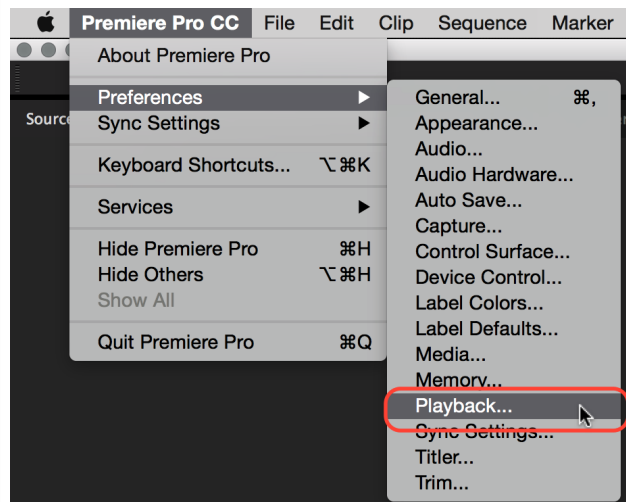 Premiere Pro CC File Edit Clip Sequence Marker
About Premiere Pro
Preferences ▶
Sync Settings ▶
Keyboard Shortcuts... ⌥⌘K
Services ▶
Hide Premiere Pro ⌘H
Hide Others ⌥⌘H
Show All
Quit Premiere Pro ⌘Q
Sourc
General... ⌘,
Appearance...
Audio...
Audio Hardware...
Auto Save...
Capture...
Control Surface...
Device Control...
Label Colors...
Label Defaults...
Media...
Memory...
Playback...
Sync Settings...
Titler...
Trim...